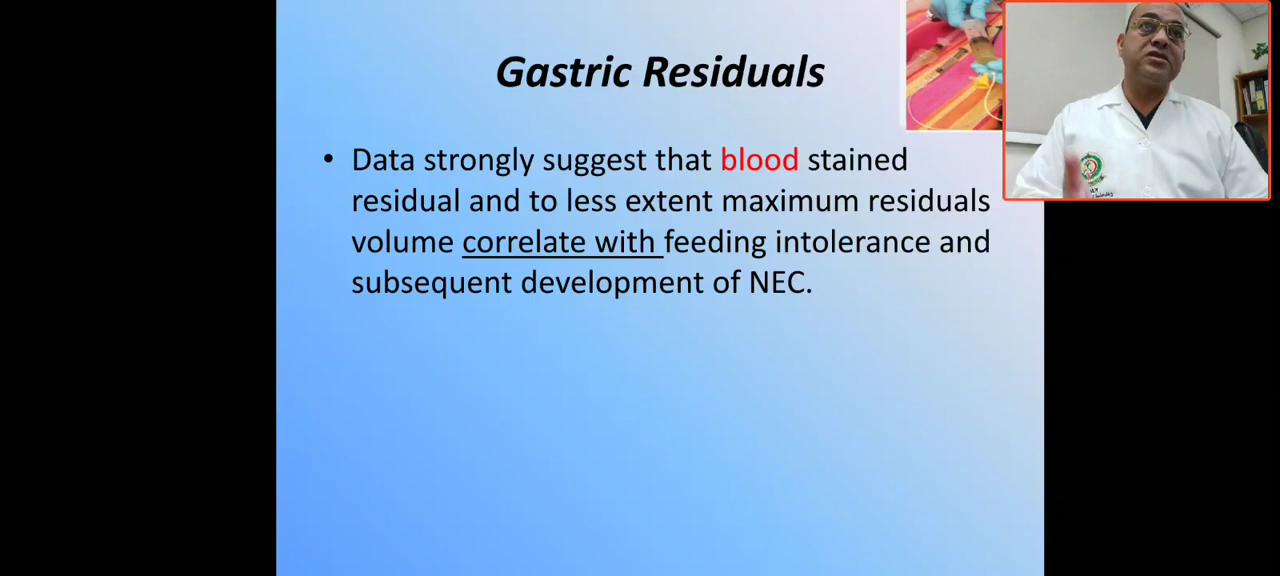 Gastric Residuals
• Data strongly suggest that blood stained
residual and to less extent maximum residuals
volume correlate with feeding intolerance and
subsequent development of NEC.